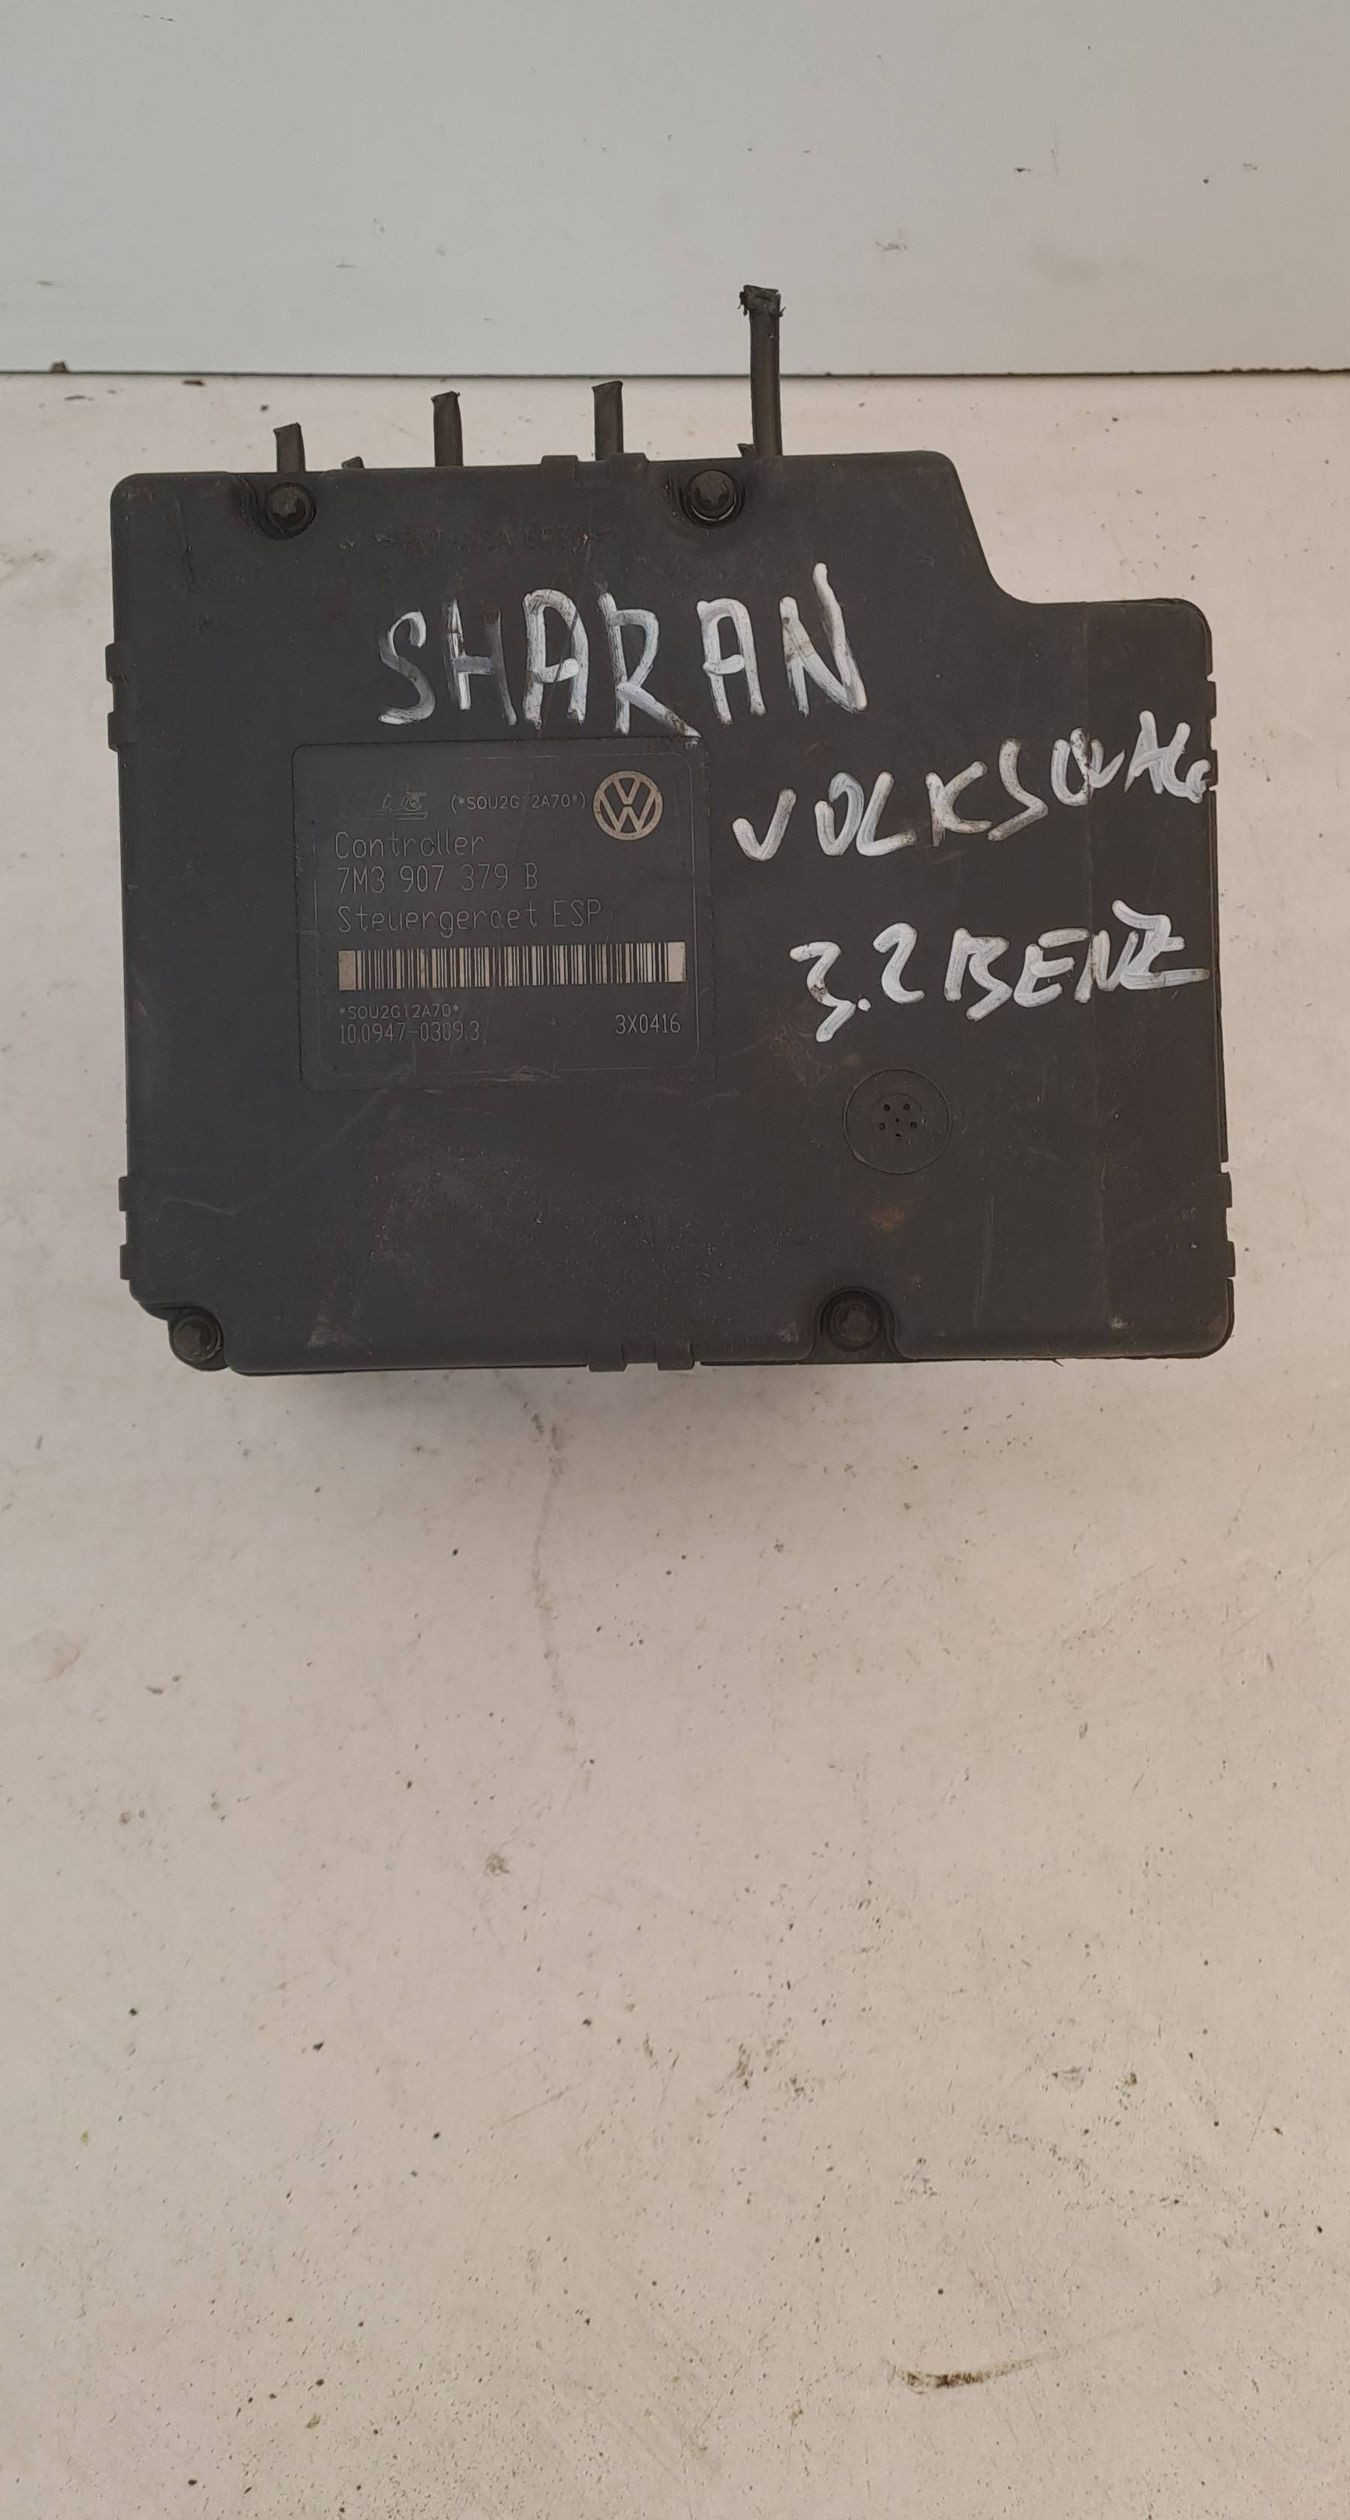 SHARAN
VOLKSWAG
3.2 BENZ
(*SOU2G12A70*)
Controller
7M3 907 379 B
Steuergeraet ESP
*SOU2G12A70*
10.0947-0309.3
3X0416